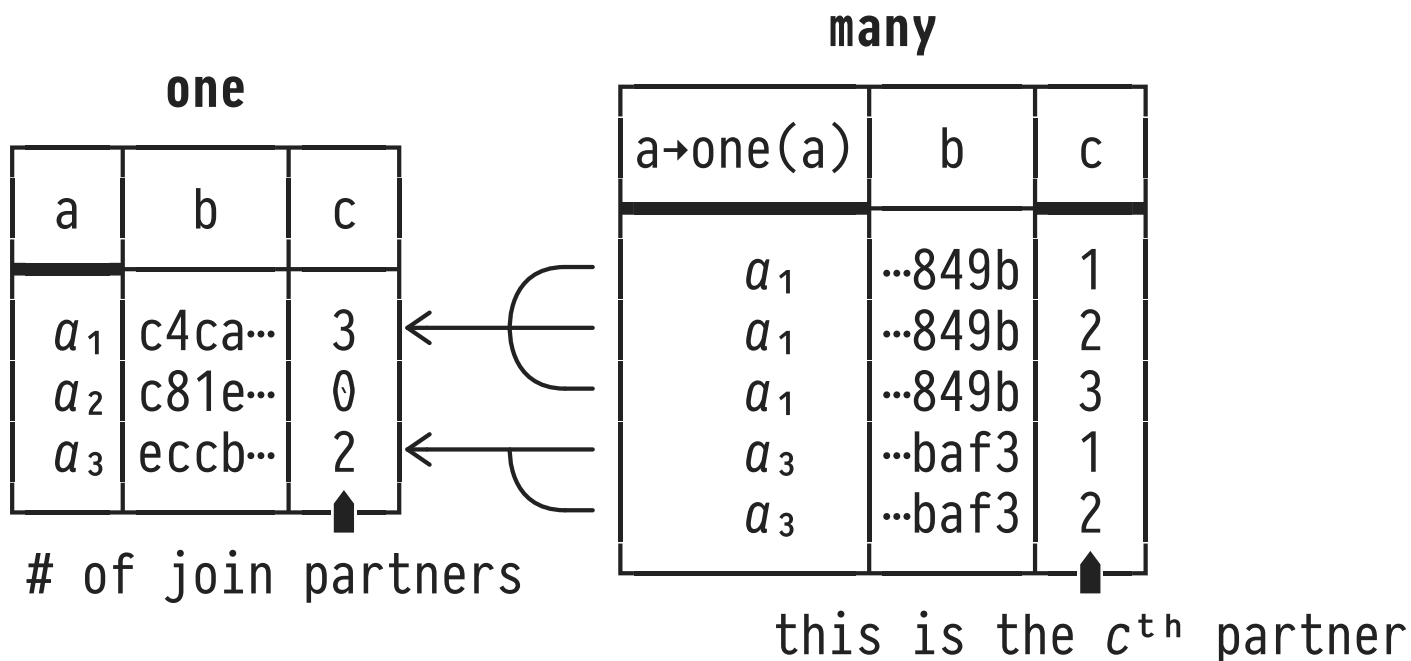 one
a b c
a₁ c4ca⋯ 3
a₂ c81e⋯ 0
a₃ eccb⋯ 2
# of join partners
many
a→one(a) b c
a₁ ⋯849b 1
a₁ ⋯849b 2
a₁ ⋯849b 3
a₃ ⋯baf3 1
a₃ ⋯baf3 2
this is the cᵗʰ partner